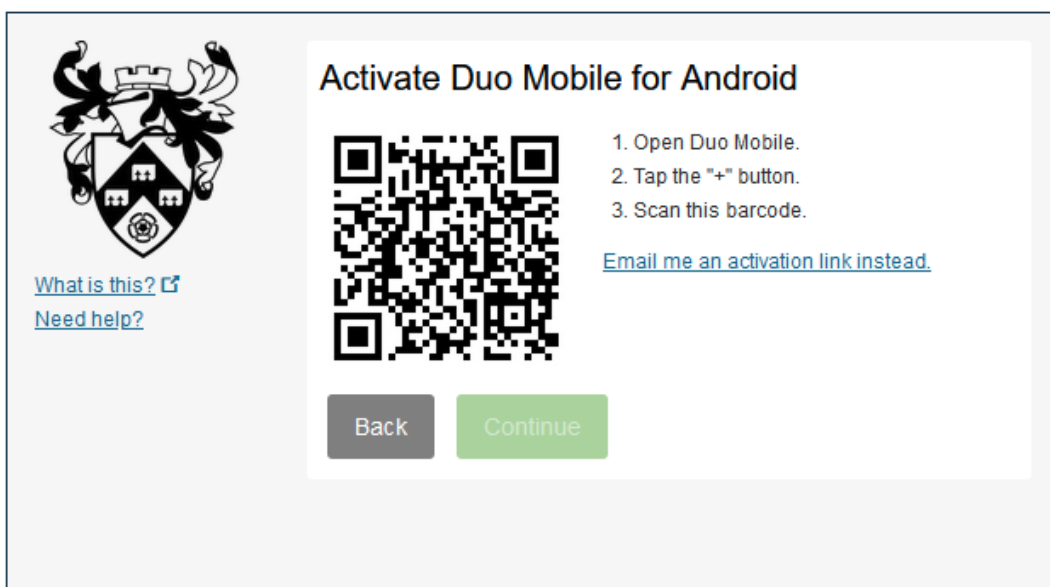 Activate Duo Mobile for Android
1. Open Duo Mobile.
2. Tap the "+" button.
3. Scan this barcode.
Email me an activation link instead.
What is this?
Need help?
Back
Continue